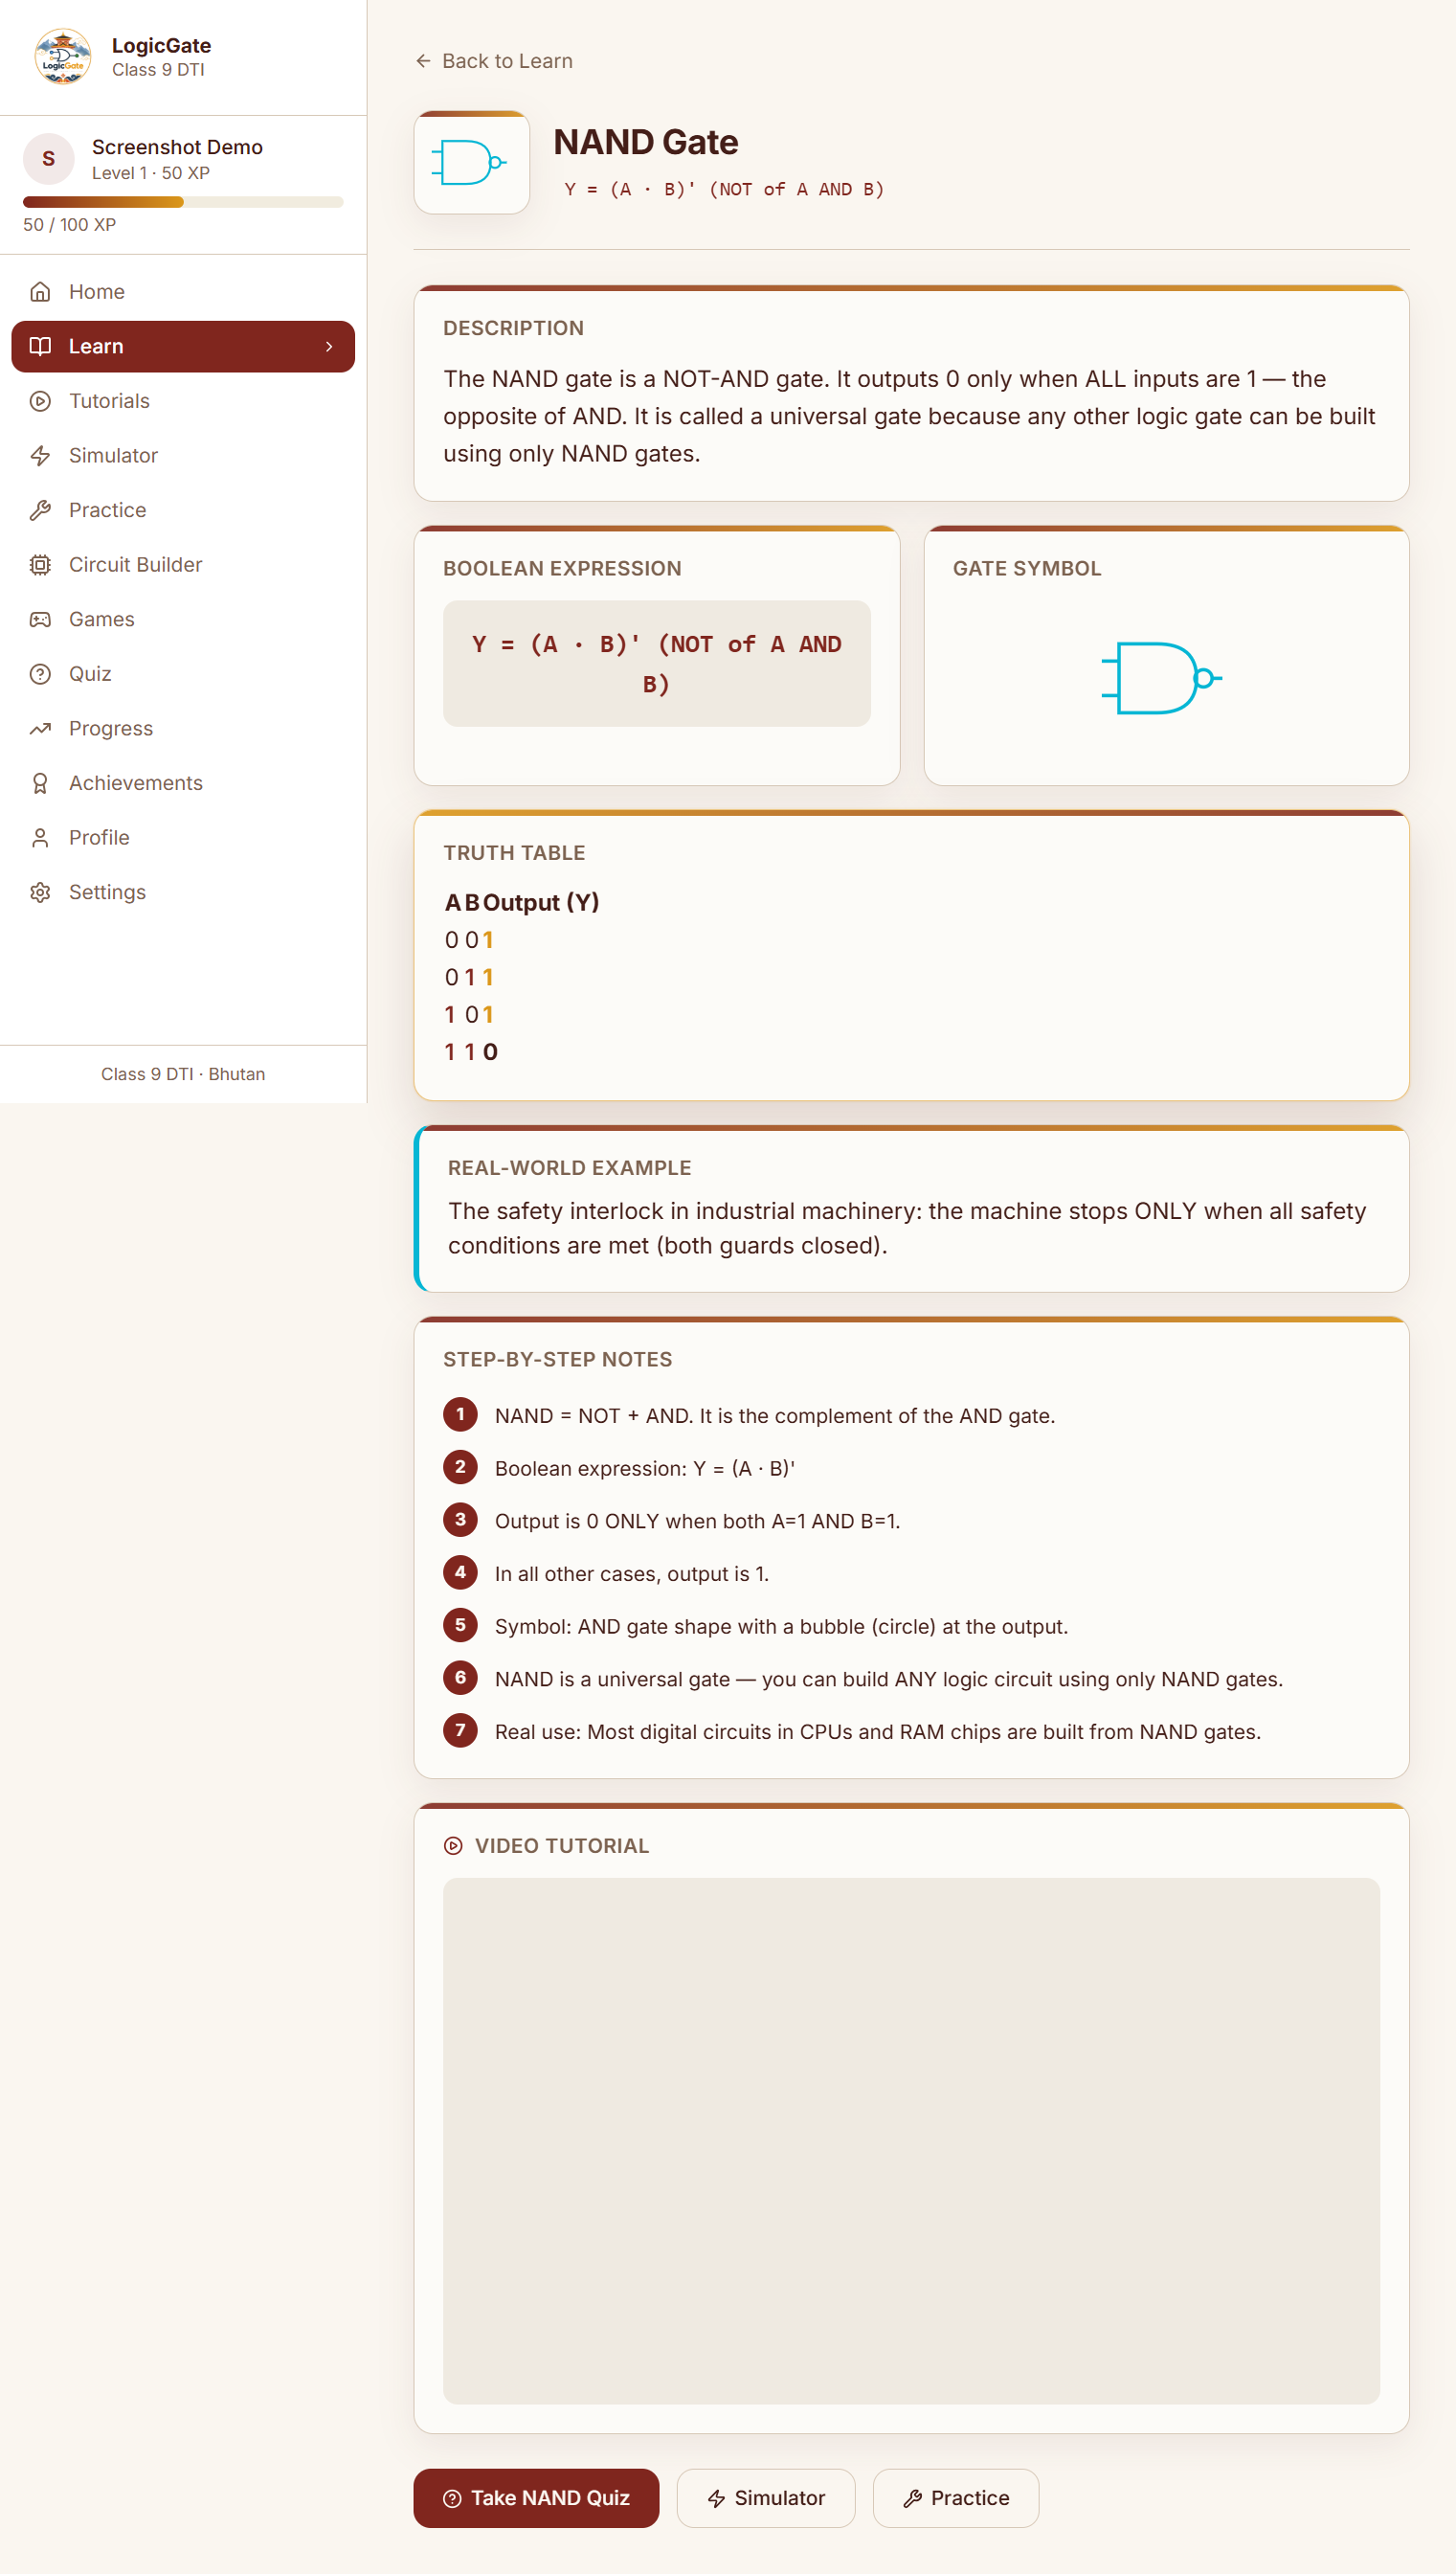 LogicGate
Class 9 DTI
LogicGate
S
Screenshot Demo
Level 1 · 50 XP
50 / 100 XP
Home
Learn
Tutorials
Simulator
Practice
Circuit Builder
Games
Quiz
Progress
Achievements
Profile
Settings
Class 9 DTI · Bhutan
Back to Learn
NAND Gate
Y = (A · B)' (NOT of A AND B)
DESCRIPTION
The NAND gate is a NOT-AND gate. It outputs 0 only when ALL inputs are 1 — the
opposite of AND. It is called a universal gate because any other logic gate can be built
using only NAND gates.
BOOLEAN EXPRESSION
Y = (A · B)' (NOT of A AND
B)
GATE SYMBOL
TRUTH TABLE
A B Output (Y)
0 0 1
0 1 1
1 0 1
1 1 0
REAL-WORLD EXAMPLE
The safety interlock in industrial machinery: the machine stops ONLY when all safety
conditions are met (both guards closed).
STEP-BY-STEP NOTES
1 NAND = NOT + AND. It is the complement of the AND gate.
2 Boolean expression: Y = (A · B)'
3 Output is 0 ONLY when both A=1 AND B=1.
4 In all other cases, output is 1.
5 Symbol: AND gate shape with a bubble (circle) at the output.
6 NAND is a universal gate — you can build ANY logic circuit using only NAND gates.
7 Real use: Most digital circuits in CPUs and RAM chips are built from NAND gates.
VIDEO TUTORIAL
Take NAND Quiz
Simulator
Practice